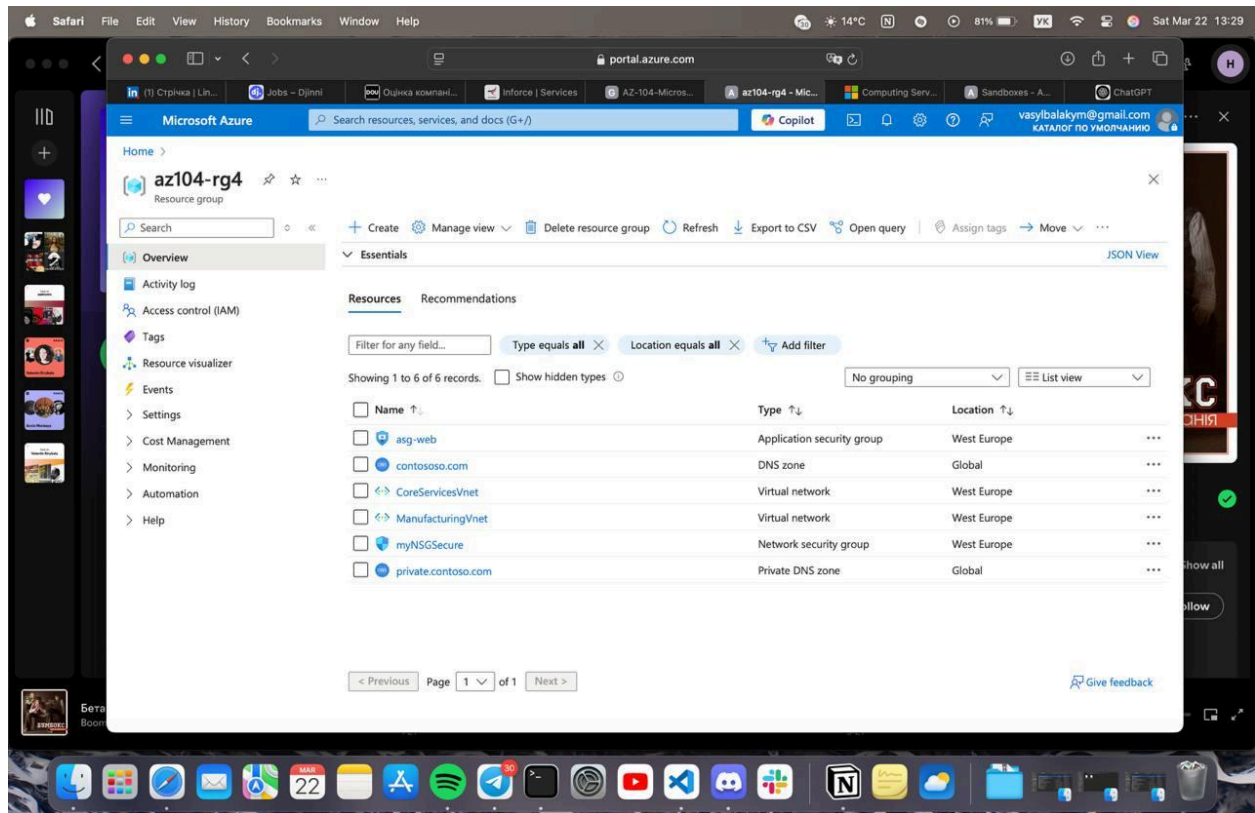 Safari File Edit View History Bookmarks Window Help 30 14°C 81% УК Sat Mar 22 13:29
portal.azure.com
(1) Стрічка | Lin... Jobs – Djinni Оцінка компані... Inforce | Services AZ-104-Micros... az104-rg4 - Mic... Computing Serv... Sandboxes - A... ChatGPT
Microsoft Azure Search resources, services, and docs (G+/) Copilot vasylbalakym@gmail.com
КАТАЛОГ ПО УМОЛЧАНИЮ
Home >
az104-rg4
Resource group
Search
Create Manage view Delete resource group Refresh Export to CSV Open query Assign tags Move
Overview
Activity log
Access control (IAM)
Tags
Resource visualizer
Events
Settings
Cost Management
Monitoring
Automation
Help
Essentials JSON View
Resources Recommendations
Filter for any field... Type equals all Location equals all Add filter
Showing 1 to 6 of 6 records. Show hidden types No grouping List view
Name Type Location
asg-web Application security group West Europe
contososo.com DNS zone Global
CoreServicesVnet Virtual network West Europe
ManufacturingVnet Virtual network West Europe
myNSGSecure Network security group West Europe
private.contoso.com Private DNS zone Global
< Previous Page 1 of 1 Next >
Give feedback
H
Show all
Бета
Boom
MAR
22
30